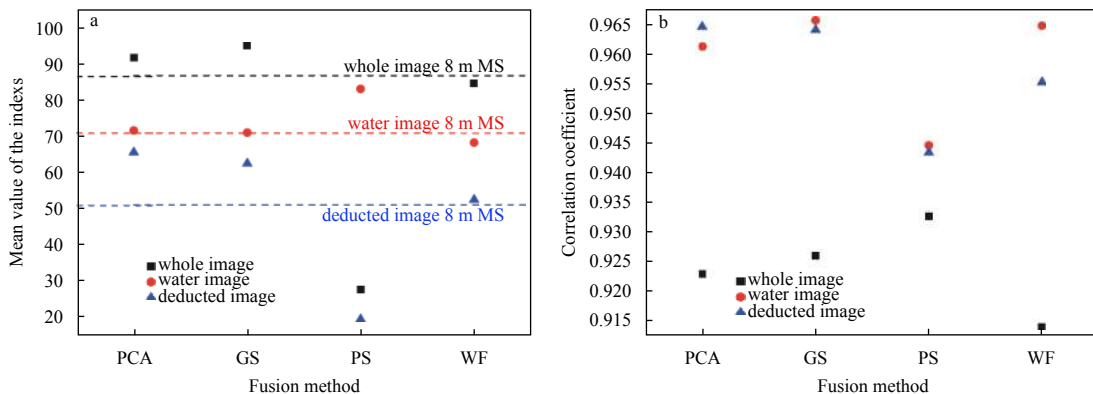 a
Mean value of the indexs
100
90
80
70
60
50
40
30
20
whole image 8 m MS
water image 8 m MS
deducted image 8 m MS
whole image
water image
deducted image
PCA GS PS WF
Fusion method
b
Correlation coefficient
0.965
0.960
0.955
0.950
0.945
0.940
0.935
0.930
0.925
0.920
0.915
whole image
water image
deducted image
PCA GS PS WF
Fusion method